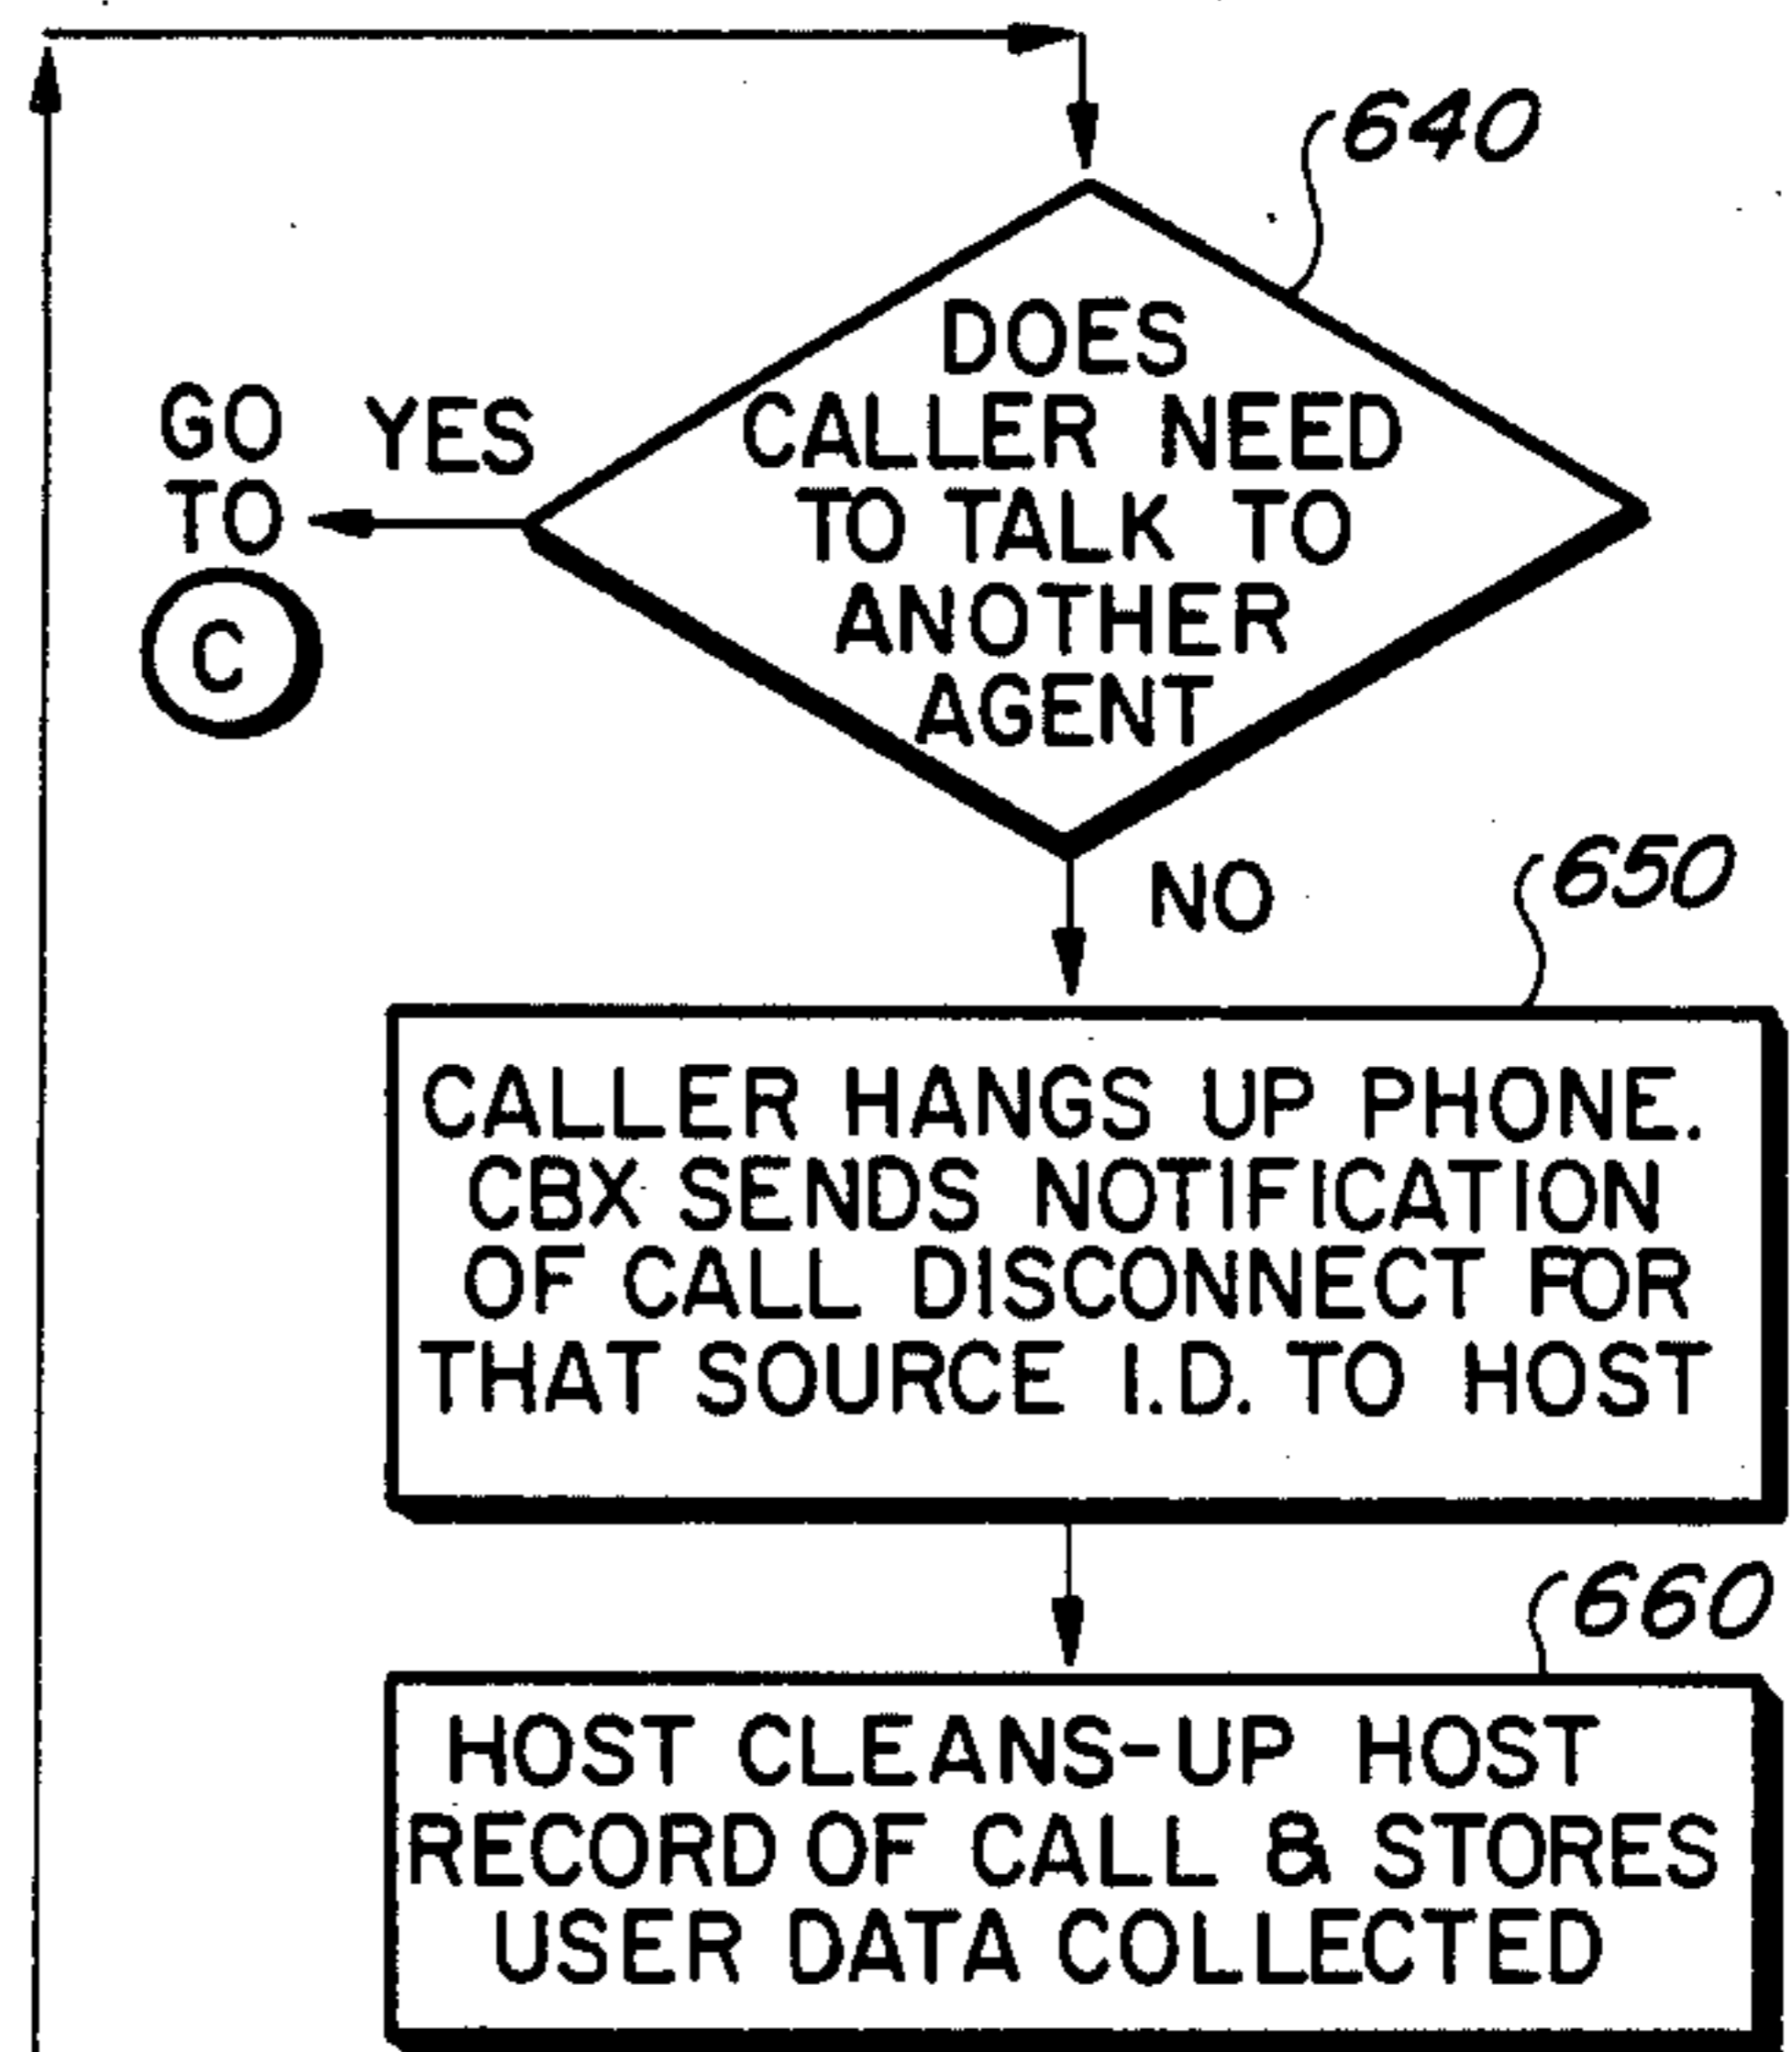 640
DOES
CALLER NEED
TO TALK TO
ANOTHER
AGENT
GO
TO
C
YES
NO
650
CALLER HANGS UP PHONE.
CBX SENDS NOTIFICATION
OF CALL DISCONNECT FOR
THAT SOURCE I.D. TO HOST
660
HOST CLEANS-UP HOST
RECORD OF CALL & STORES
USER DATA COLLECTED